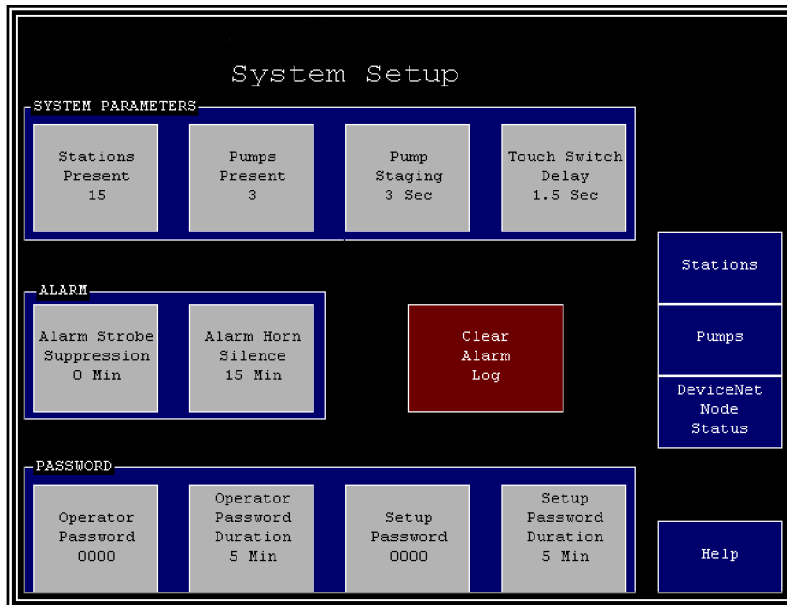 System Setup
SYSTEM PARAMETERS
Stations
Present
15
Pumps
Present
3
Pump
Staging
3 Sec
Touch Switch
Delay
1.5 Sec
Stations
ALARM
Alarm Strobe
Suppression
0 Min
Alarm Horn
Silence
15 Min
Clear
Alarm
Log
Pumps
DeviceNet
Node
Status
PASSWORD
Operator
Password
0000
Operator
Password
Duration
5 Min
Setup
Password
0000
Setup
Password
Duration
5 Min
Help